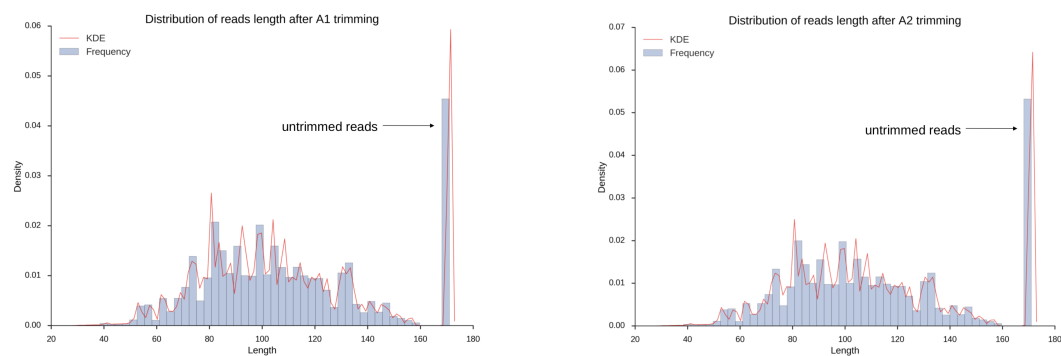 Distribution of reads length after A1 trimming
0.06
0.05
0.04
0.03
0.02
0.01
0.00
Density
KDE
Frequency
untrimmed reads
20 40 60 80 100 120 140 160 180
Length
Distribution of reads length after A2 trimming
0.07
0.06
0.05
0.04
0.03
0.02
0.01
0.00
Density
KDE
Frequency
untrimmed reads
20 40 60 80 100 120 140 160 180
Length